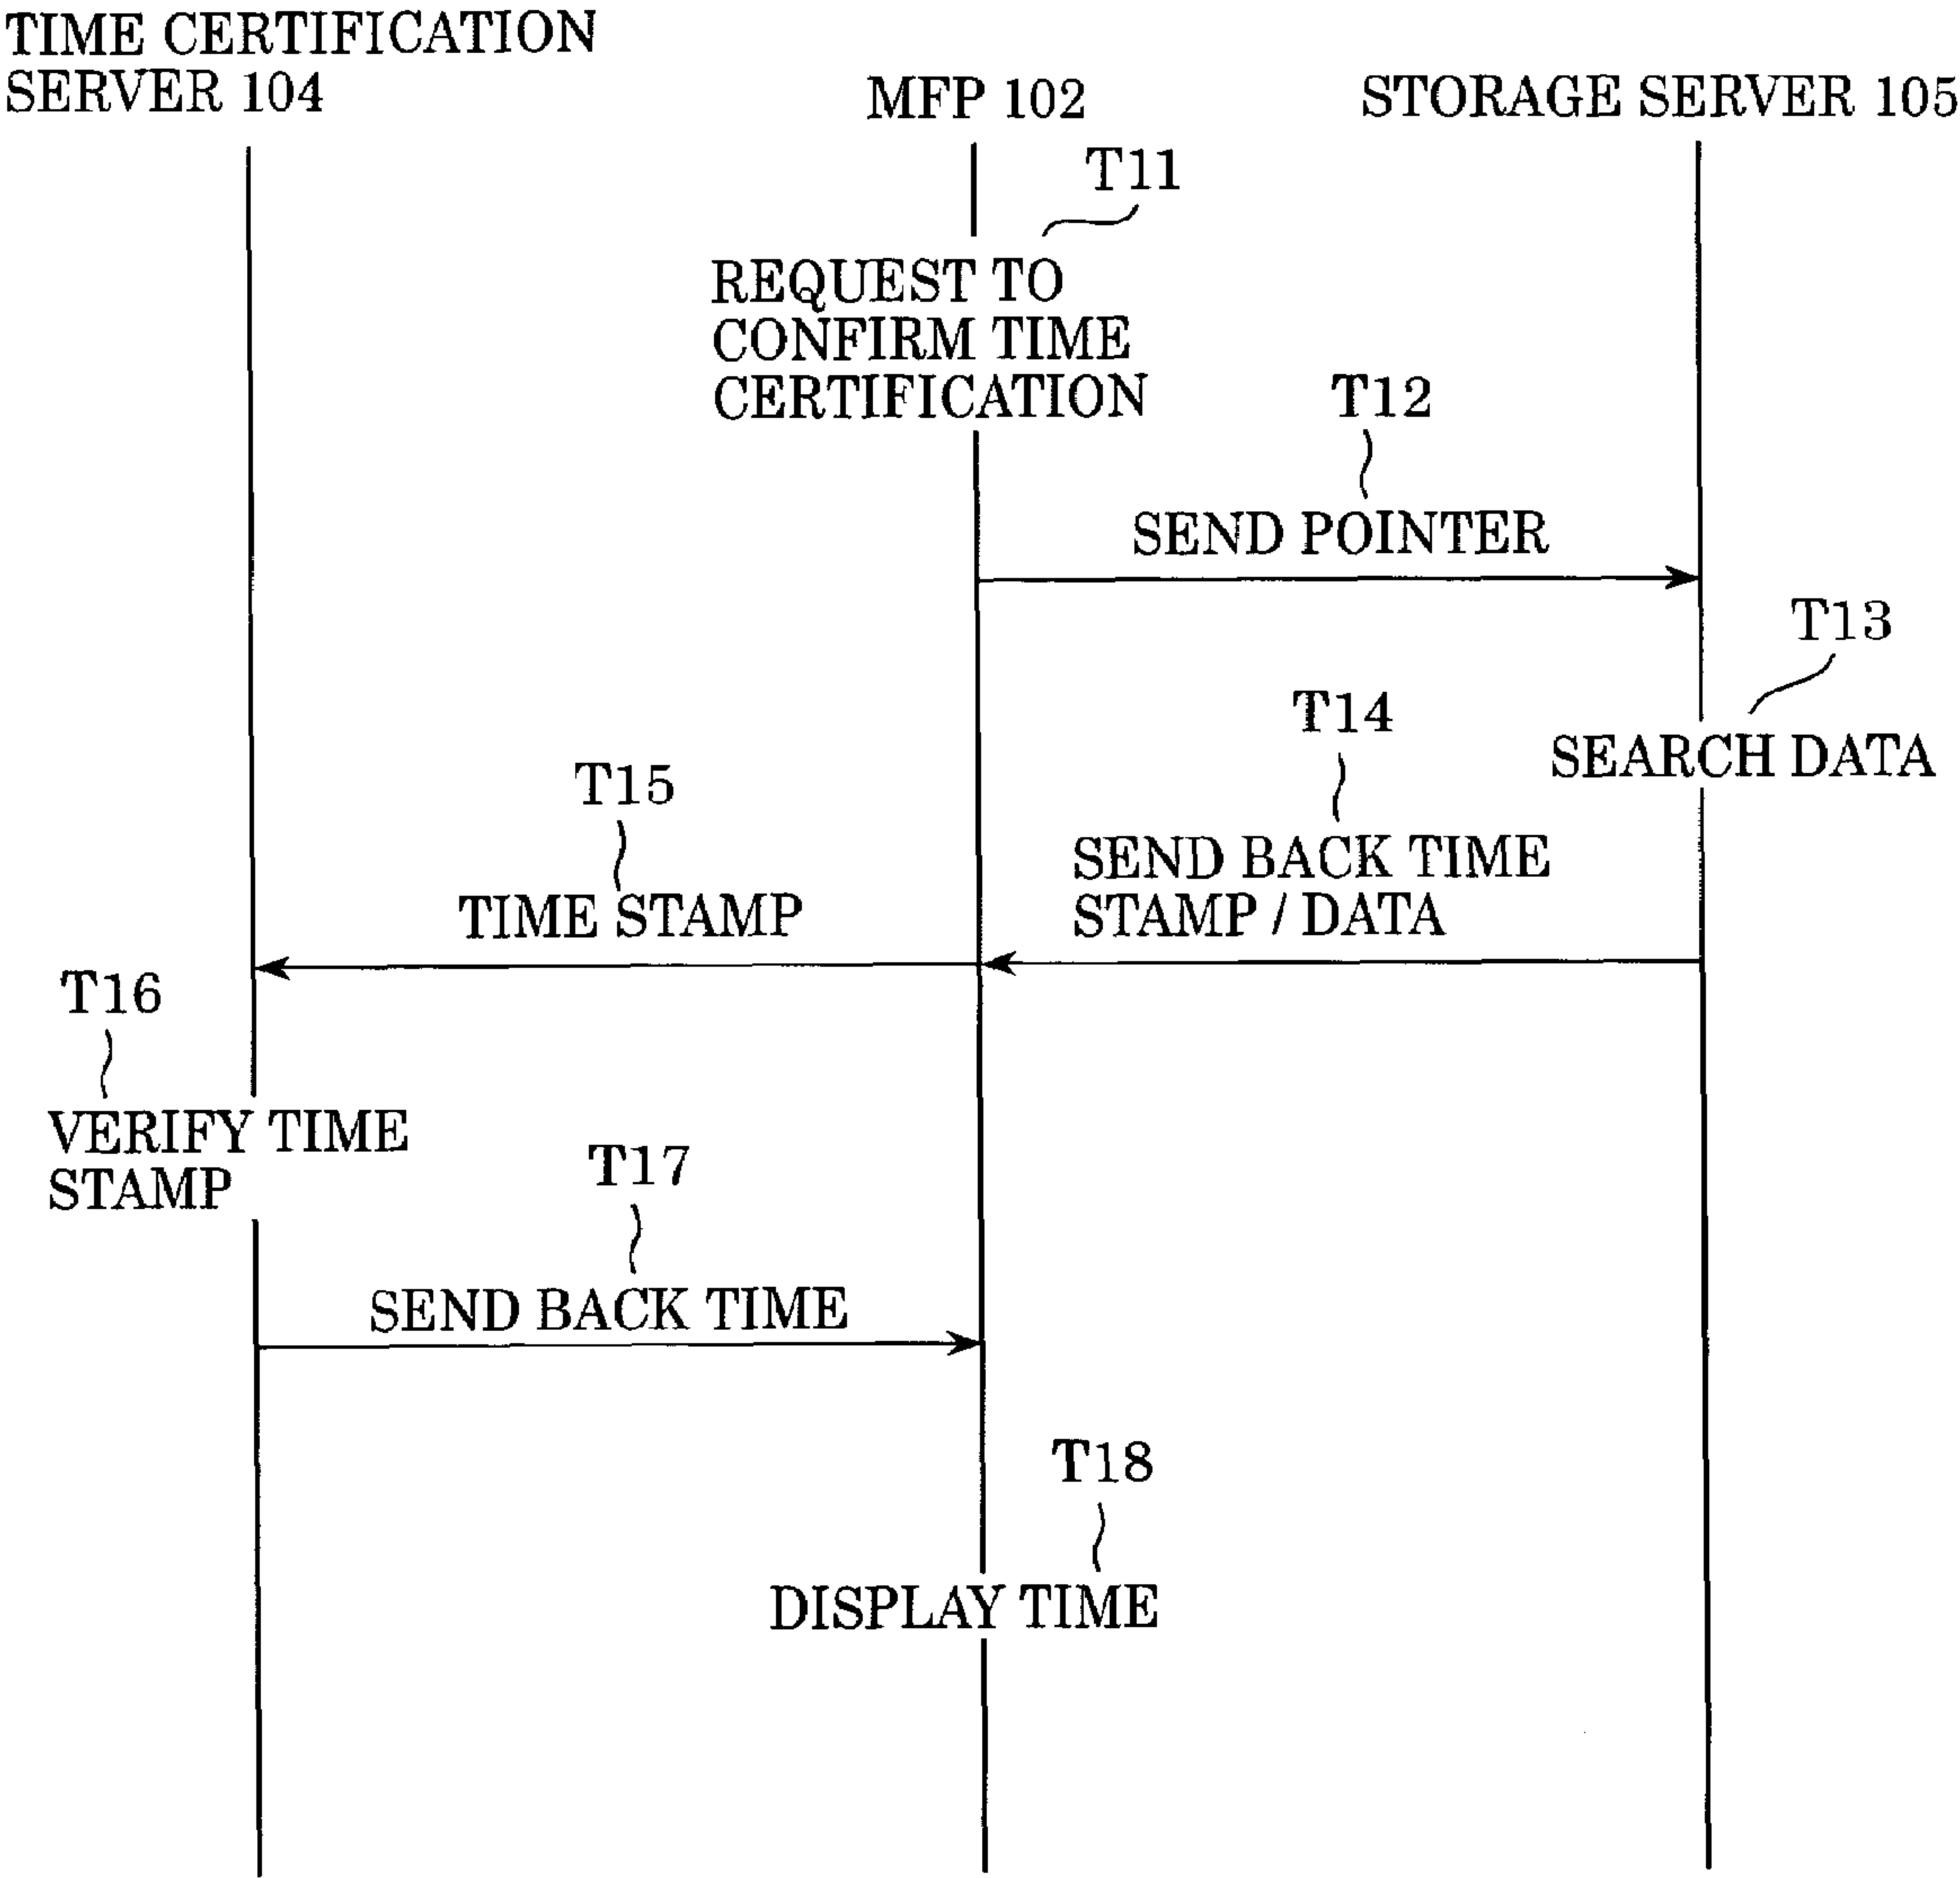 TIME CERTIFICATION
SERVER 104
MFP 102
STORAGE SERVER 105
T11
REQUEST TO
CONFIRM TIME
CERTIFICATION
T12
SEND POINTER
T13
SEARCH DATA
T14
SEND BACK TIME
STAMP / DATA
T15
TIME STAMP
T16
VERIFY TIME
STAMP
T17
SEND BACK TIME
T18
DISPLAY TIME